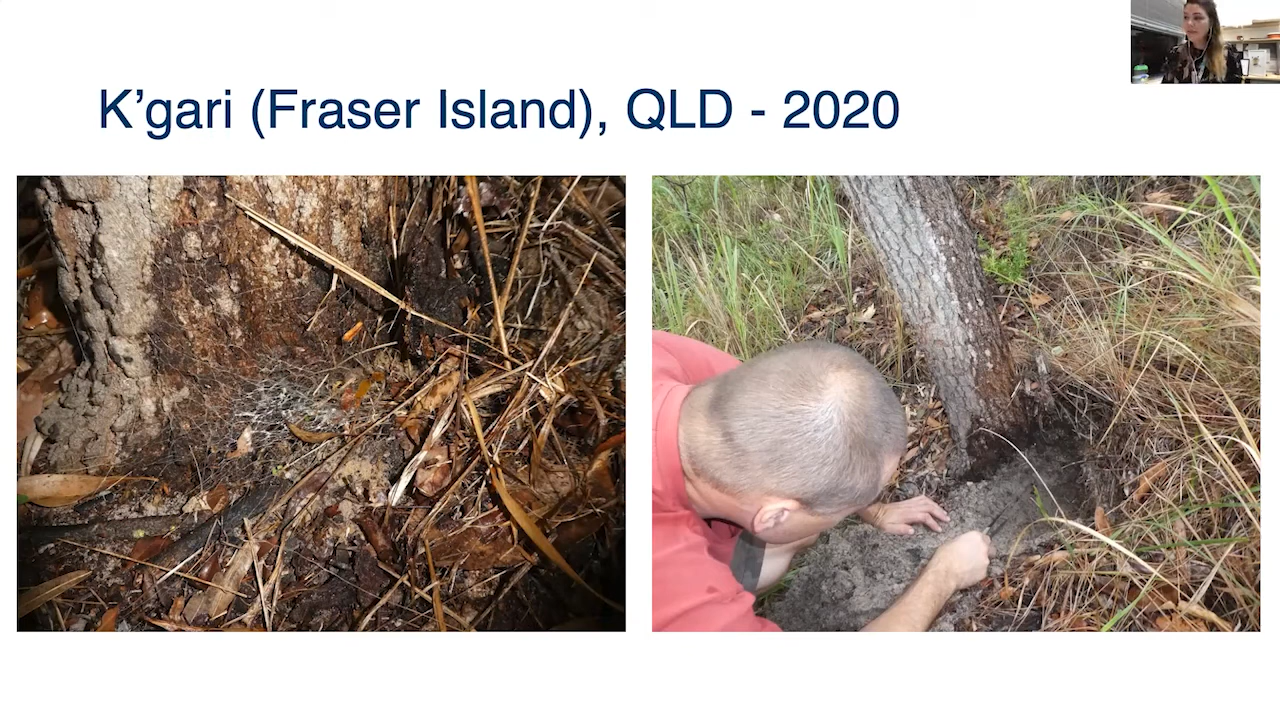 K’gari (Fraser Island), QLD - 2020